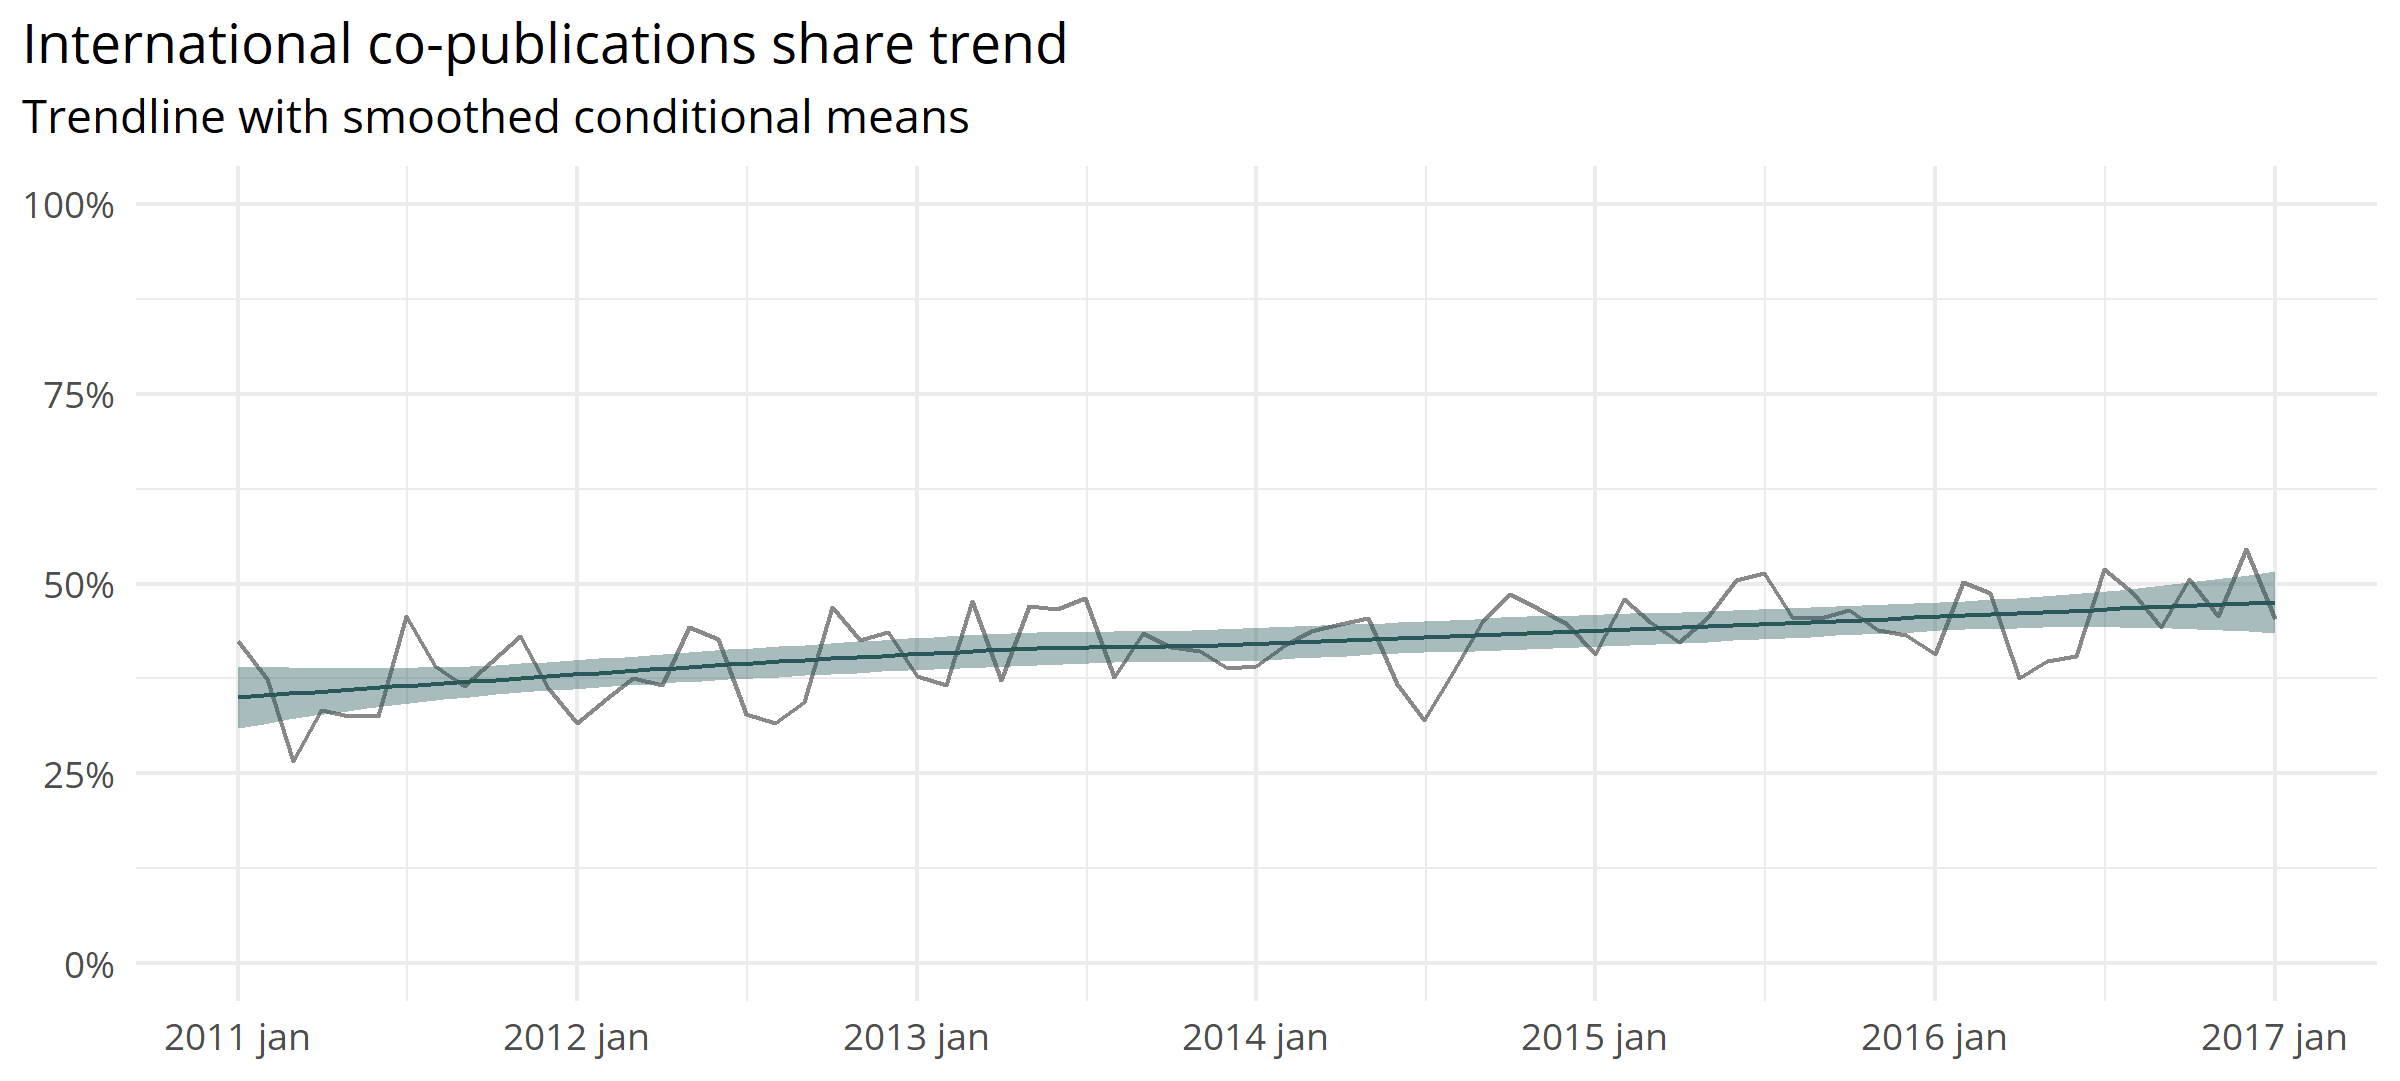 International co-publications share trend
Trendline with smoothed conditional means
100%
75%
50%
25%
0%
2011 jan
2012 jan
2013 jan
2014 jan
2015 jan
2016 jan
2017 jan